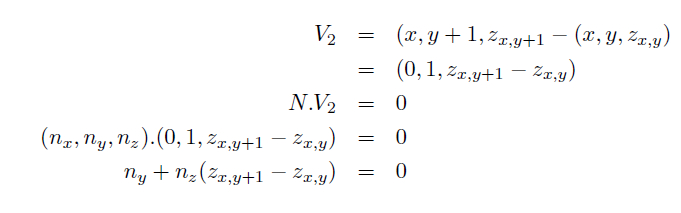 V_2 = (x, y + 1, z_{x,y+1} − (x, y, z_{x,y})
= (0, 1, z_{x,y+1} − z_{x,y})
N.V_2 = 0
(n_x, n_y, n_z).(0, 1, z_{x,y+1} − z_{x,y}) = 0
n_y + n_z(z_{x,y+1} − z_{x,y}) = 0